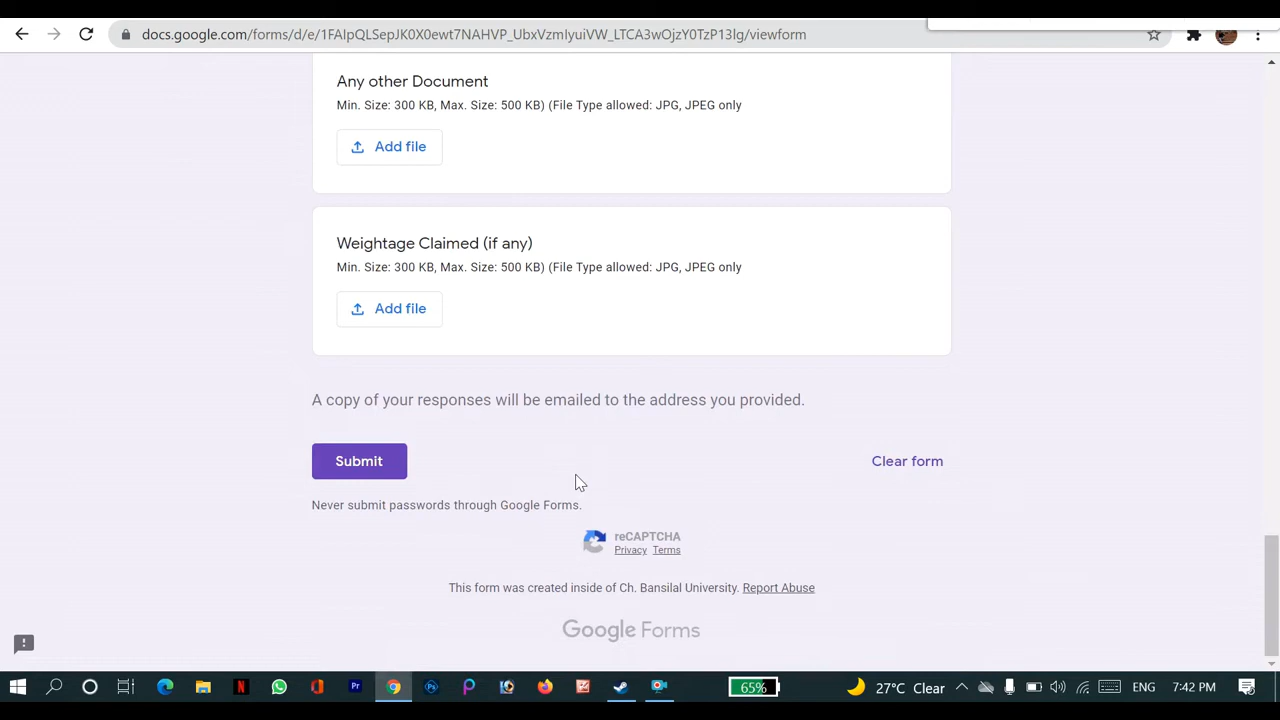 docs.google.com/forms/d/e/1FAIpQLSepJK0X0ewt7NAHVP_UbxVzmIyuiVW_LTCA3wOjzY0TzP13lg/viewform
Any other Document
Min. Size: 300 KB, Max. Size: 500 KB) (File Type allowed: JPG, JPEG only
Add file
Weightage Claimed (if any)
Min. Size: 300 KB, Max. Size: 500 KB) (File Type allowed: JPG, JPEG only
Add file
A copy of your responses will be emailed to the address you provided.
Submit
Clear form
Never submit passwords through Google Forms.
reCAPTCHA
Privacy Terms
This form was created inside of Ch. Bansilal University. Report Abuse
Google Forms
65%
27°C Clear
ENG
7:42 PM